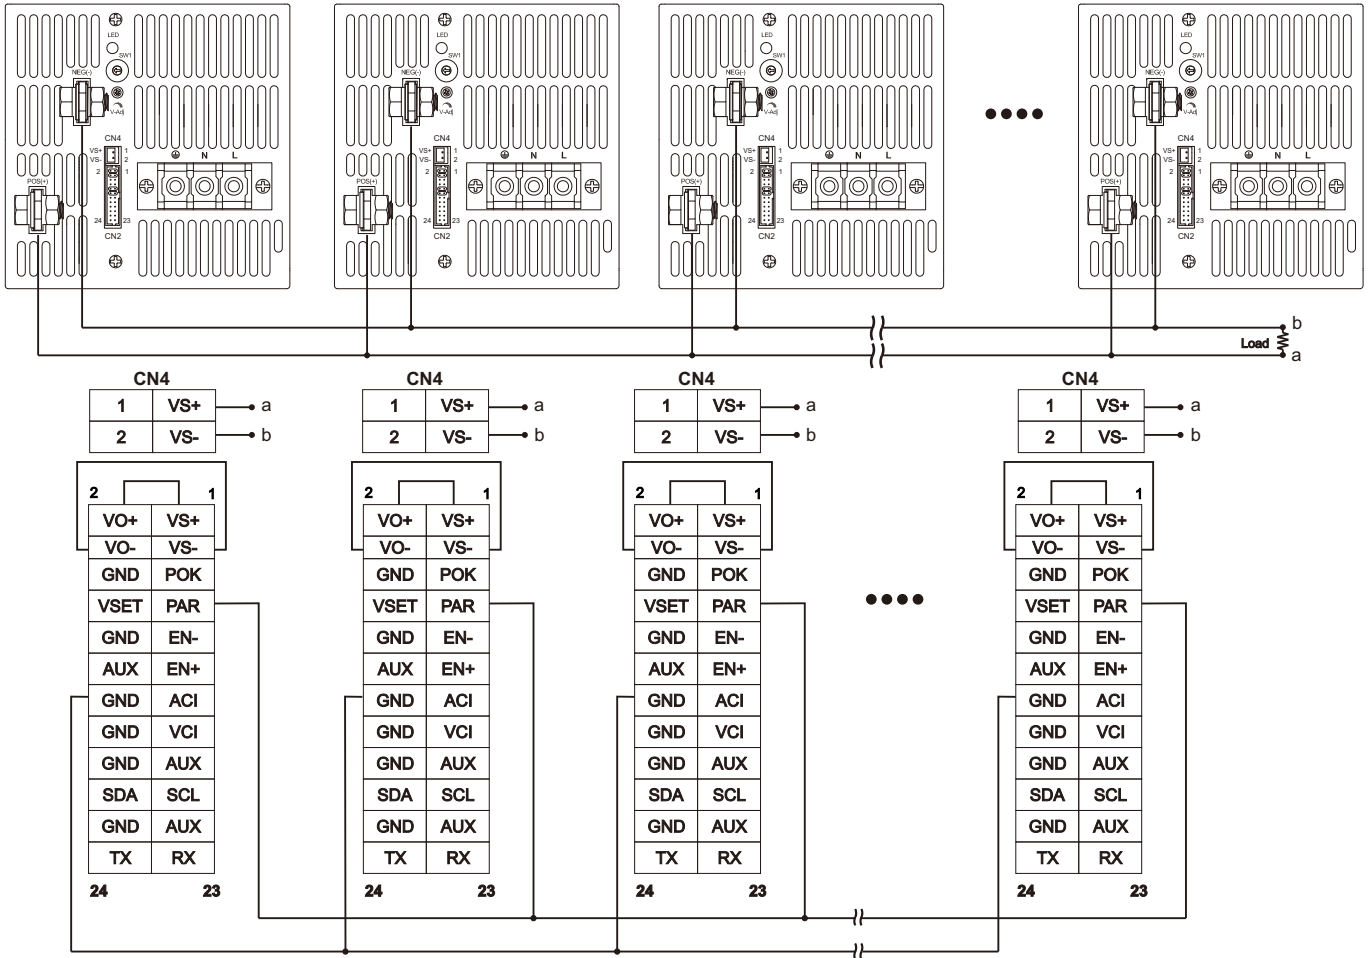 LED LED LED LED
SW1 SW1 SW1 SW1
NEG(-) NEG(-) NEG(-) NEG(-)
V-Adj V-Adj V-Adj V-Adj
CN4 CN4 CN4 CN4
VS+ 1 VS+ 1 VS+ 1 VS+ 1
VS- 2 N L VS- 2 N L VS- 2 N L VS- 2 N L
2 1 2 1 2 1 2 1
POS(+) POS(+) POS(+) POS(+)
24 23 24 23 24 23 24 23
CN2 CN2 CN2 CN2
b
Load
a
CN4 CN4 CN4 CN4
1 VS+ a 1 VS+ a 1 VS+ a 1 VS+ a
2 VS- b 2 VS- b 2 VS- b 2 VS- b
2 1 2 1 2 1 2 1
VO+ VS+ VO+ VS+ VO+ VS+ VO+ VS+
VO- VS- VO- VS- VO- VS- VO- VS-
GND POK GND POK GND POK GND POK
VSET PAR VSET PAR VSET PAR VSET PAR
GND EN- GND EN- GND EN- GND EN-
AUX EN+ AUX EN+ AUX EN+ AUX EN+
GND ACI GND ACI GND ACI GND ACI
GND VCI GND VCI GND VCI GND VCI
GND AUX GND AUX GND AUX GND AUX
SDA SCL SDA SCL SDA SCL SDA SCL
GND AUX GND AUX GND AUX GND AUX
TX RX TX RX TX RX TX RX
24 23 24 23 24 23 24 23